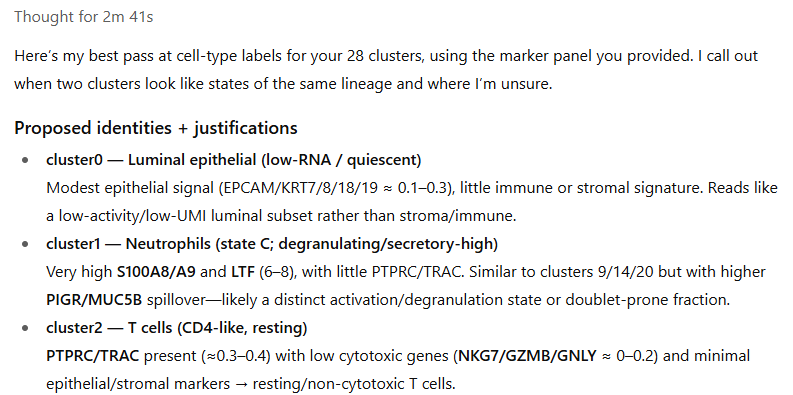 Thought for 2m 41s
Here's my best pass at cell-type labels for your 28 clusters, using the marker panel you provided. I call out
when two clusters look like states of the same lineage and where I'm unsure.
Proposed identities + justifications
• cluster0 — Luminal epithelial (low-RNA / quiescent)
Modest epithelial signal (EPCAM/KRT7/8/18/19 ≈ 0.1–0.3), little immune or stromal signature. Reads like
a low-activity/low-UMI luminal subset rather than stroma/immune.
• cluster1 — Neutrophils (state C; degranulating/secretory-high)
Very high S100A8/A9 and LTF (6–8), with little PTPRC/TRAC. Similar to clusters 9/14/20 but with higher
PIGR/MUC5B spillover—likely a distinct activation/degranulation state or doublet-prone fraction.
• cluster2 — T cells (CD4-like, resting)
PTPRC/TRAC present (≈0.3–0.4) with low cytotoxic genes (NKG7/GZMB/GNLY ≈ 0–0.2) and minimal
epithelial/stromal markers → resting/non-cytotoxic T cells.